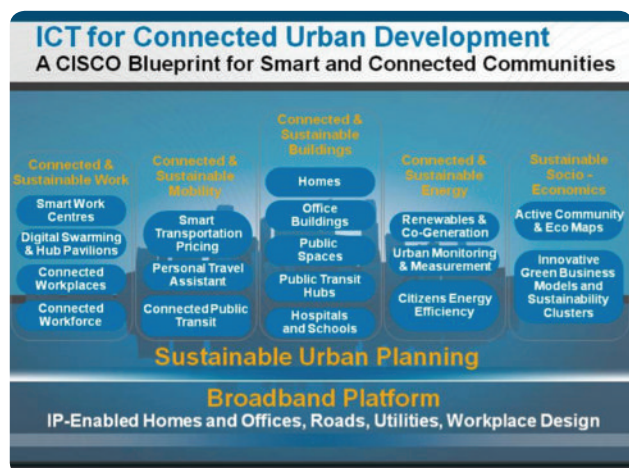 ICT for Connected Urban Development
A CISCO Blueprint for Smart and Connected Communities
Connected &
Sustainable Work
Smart Work
Centres
Digital Swarming
& Hub Pavilions
Connected
Workplaces
Connected
Workforce
Connected &
Sustainable
Mobility
Smart
Transportation
Pricing
Personal Travel
Assistant
Connected Public
Transit
Connected &
Sustainable
Buildings
Homes
Office
Buildings
Public
Spaces
Public Transit
Hubs
Hospitals
and Schools
Connected &
Sustainable
Energy
Renewables &
Co-Generation
Urban Monitoring
& Measurement
Citizens Energy
Efficiency
Sustainable
Socio -
Economics
Active Community
& Eco Maps
Innovative
Green Business
Models and
Sustainability
Clusters
Sustainable Urban Planning
Broadband Platform
IP-Enabled Homes and Offices, Roads, Utilities, Workplace Design